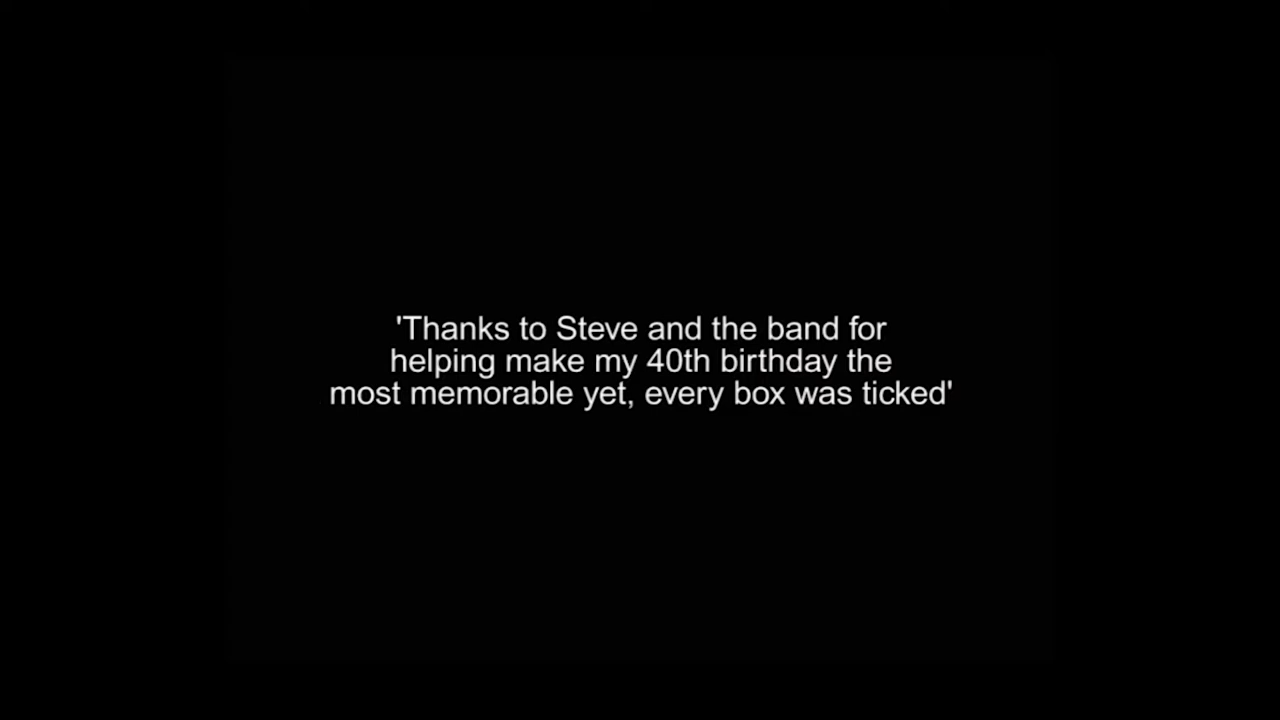 'Thanks to Steve and the band for
helping make my 40th birthday the
most memorable yet, every box was ticked'